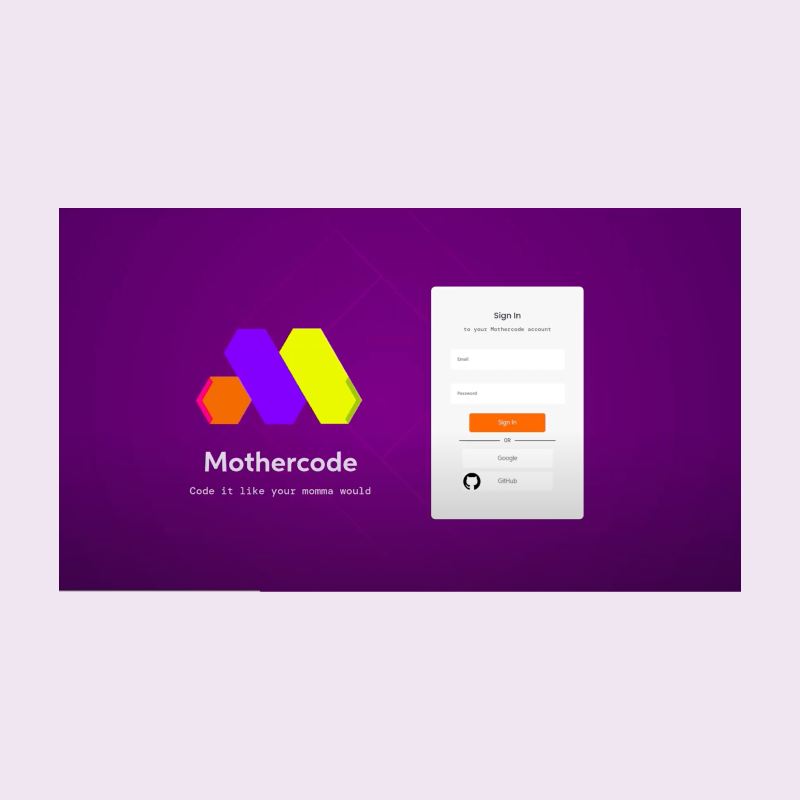 Mothercode
Code it like your momma would
Sign In
to your Mothercode account
Email
Password
Sign In
OR
Google
GitHub